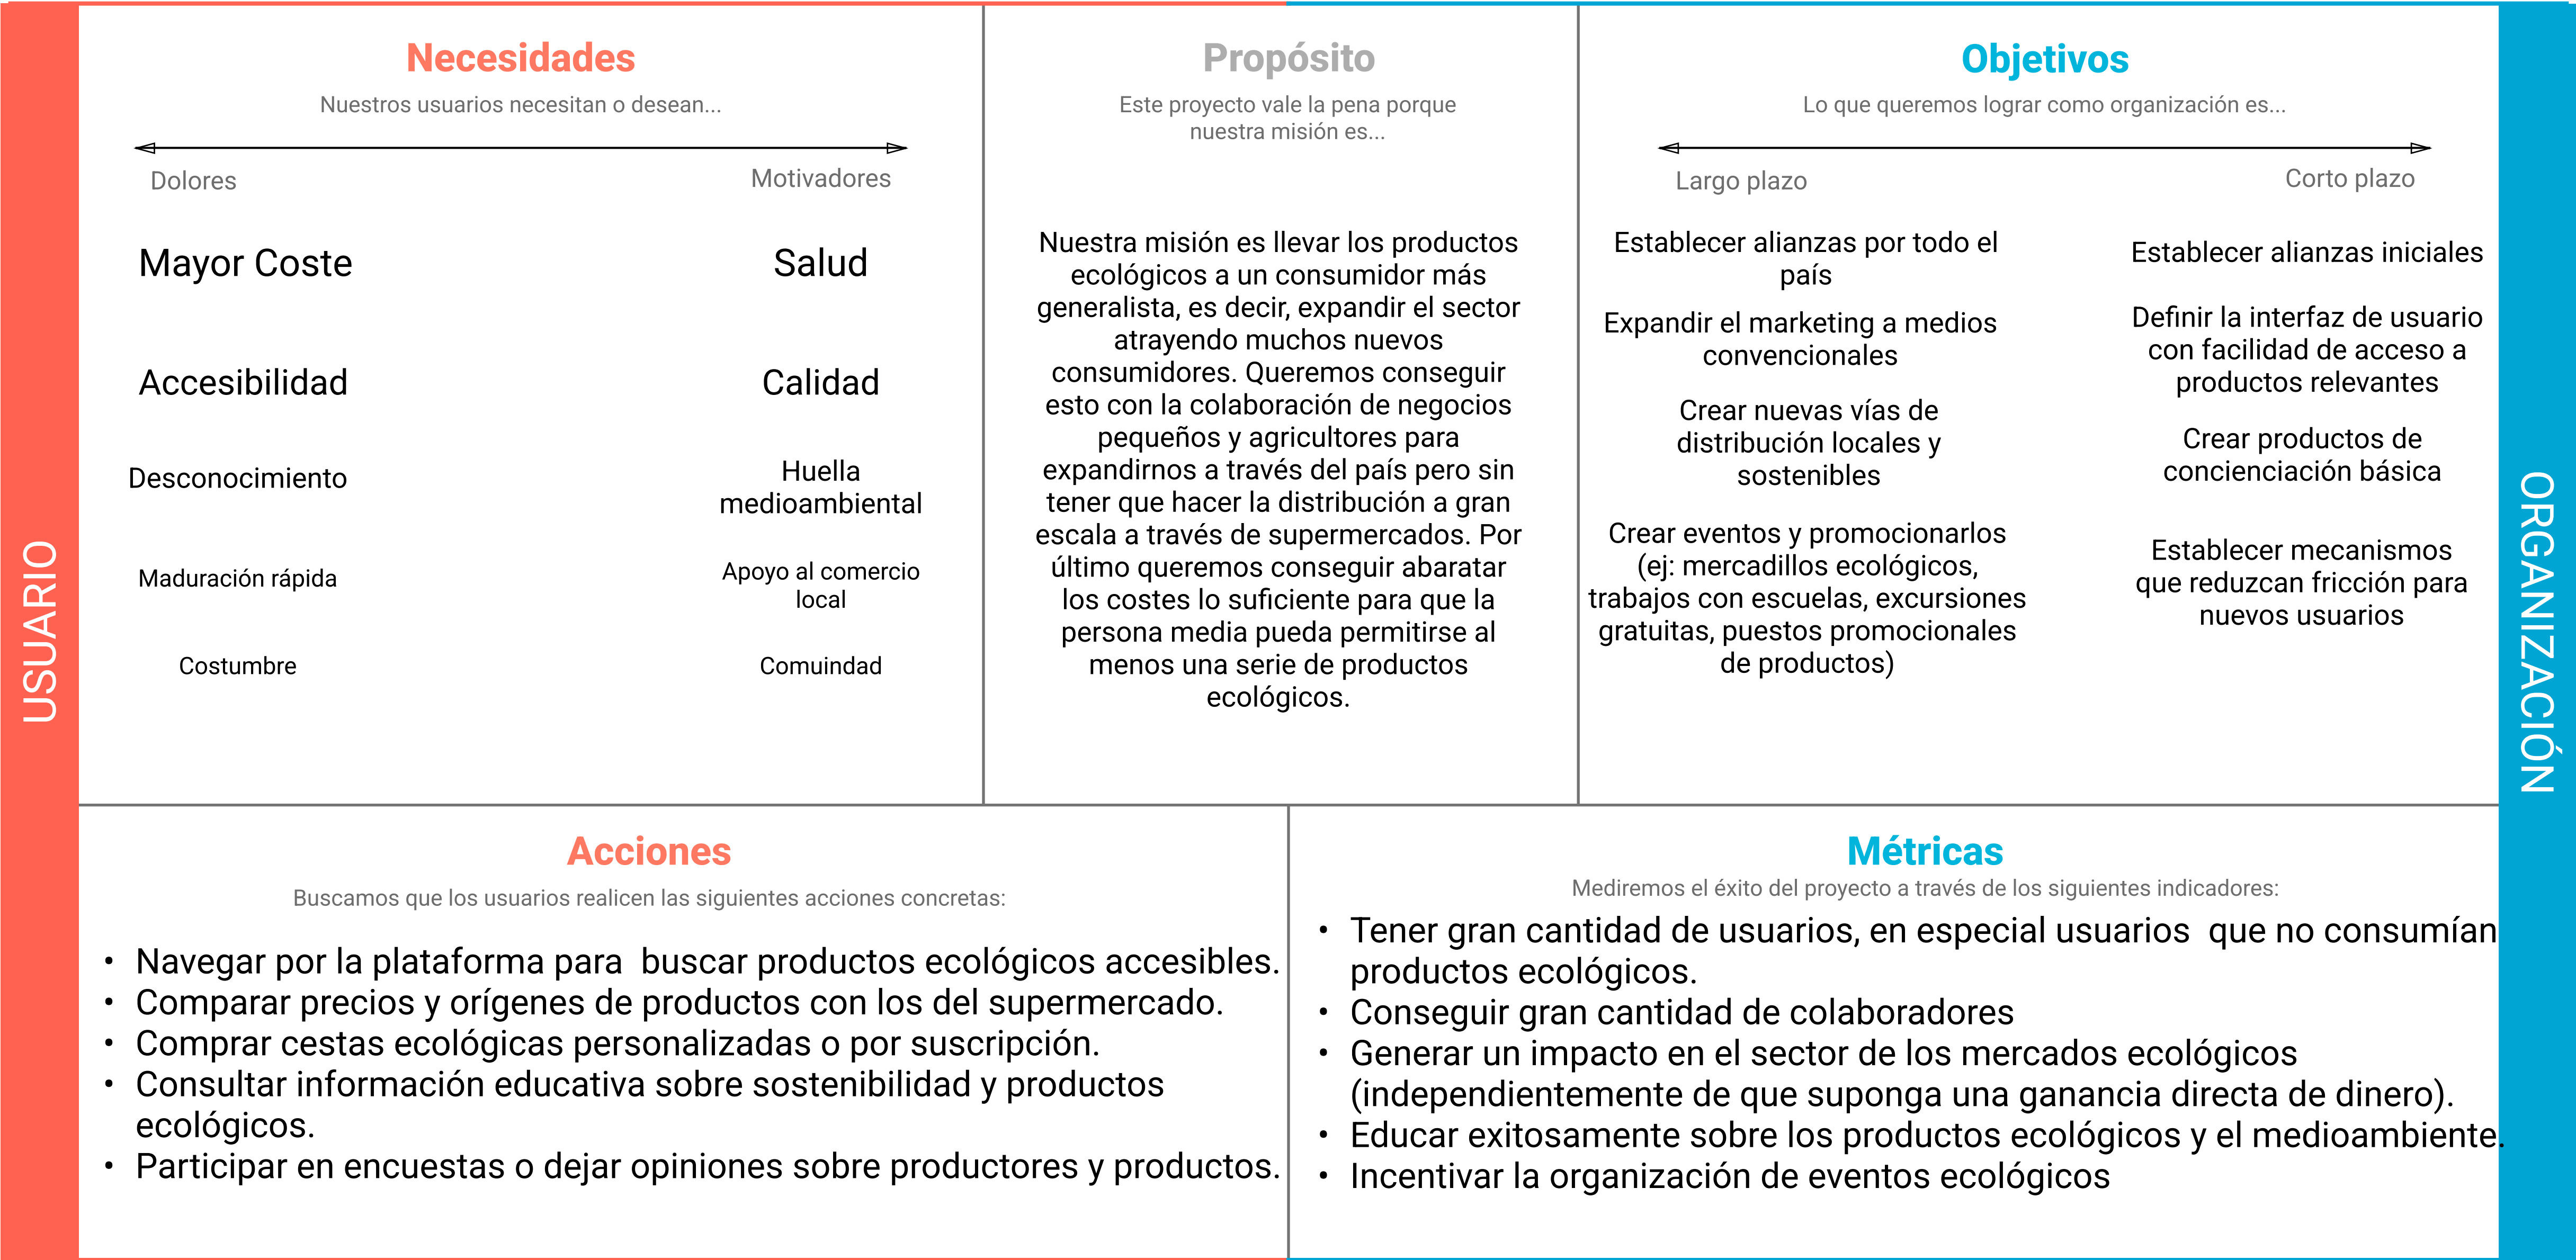 USUARIO
Necesidades
Nuestros usuarios necesitan o desean...
Dolores
Motivadores
Mayor Coste
Salud
Accesibilidad
Calidad
Desconocimiento
Huella
medioambiental
Maduración rápida
Apoyo al comercio
local
Costumbre
Comuindad
Propósito
Este proyecto vale la pena porque
nuestra misión es...
Nuestra misión es llevar los productos
ecológicos a un consumidor más
generalista, es decir, expandir el sector
atrayendo muchos nuevos
consumidores. Queremos conseguir
esto con la colaboración de negocios
pequeños y agricultores para
expandirnos a través del país pero sin
tener que hacer la distribución a gran
escala a través de supermercados. Por
último queremos conseguir abaratar
los costes lo suficiente para que la
persona media pueda permitirse al
menos una serie de productos
ecológicos.
Objetivos
Lo que queremos lograr como organización es...
Largo plazo
Corto plazo
Establecer alianzas por todo el
país
Expandir el marketing a medios
convencionales
Crear nuevas vías de
distribución locales y
sostenibles
Crear eventos y promocionarlos
(ej: mercadillos ecológicos,
trabajos con escuelas, excursiones
gratuitas, puestos promocionales
de productos)
Establecer alianzas iniciales
Definir la interfaz de usuario
con facilidad de acceso a
productos relevantes
Crear productos de
concienciación básica
Establecer mecanismos
que reduzcan fricción para
nuevos usuarios
ORGANIZACIÓN
Acciones
Buscamos que los usuarios realicen las siguientes acciones concretas:
• Navegar por la plataforma para  buscar productos ecológicos accesibles.
• Comparar precios y orígenes de productos con los del supermercado.
• Comprar cestas ecológicas personalizadas o por suscripción.
• Consultar información educativa sobre sostenibilidad y productos
ecológicos.
• Participar en encuestas o dejar opiniones sobre productores y productos.
Métricas
Mediremos el éxito del proyecto a través de los siguientes indicadores:
• Tener gran cantidad de usuarios, en especial usuarios  que no consumían
productos ecológicos.
• Conseguir gran cantidad de colaboradores
• Generar un impacto en el sector de los mercados ecológicos
(independientemente de que suponga una ganancia directa de dinero).
• Educar exitosamente sobre los productos ecológicos y el medioambiente.
• Incentivar la organización de eventos ecológicos